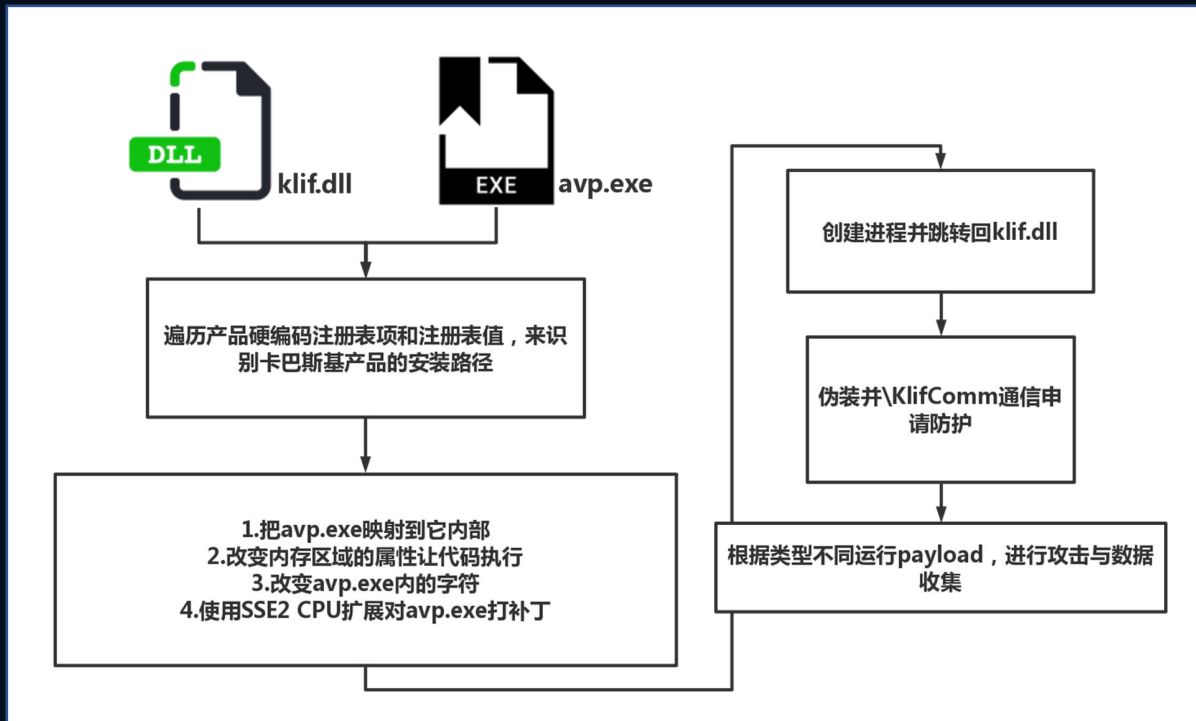 DLL
klif.dll
EXE
avp.exe
遍历产品硬编码注册表项和注册表值，来识
别卡巴斯基产品的安装路径
1.把avp.exe映射到它内部
2.改变内存区域的属性让代码执行
3.改变avp.exe内的字符
4.使用SSE2 CPU扩展对avp.exe打补丁
创建进程并跳转回klif.dll
伪装并\KlifComm通信申
请防护
根据类型不同运行payload，进行攻击与数据
收集